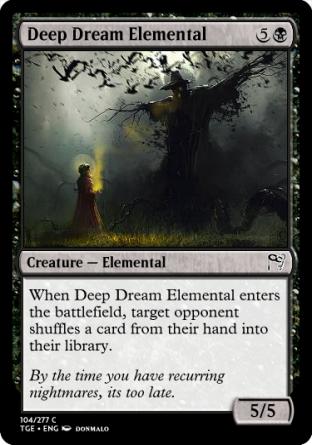 Deep Dream Elemental 5
Creature — Elemental
When Deep Dream Elemental enters
the battlefield, target opponent
shuffles a card from their hand into
their library.
By the time you have recurring
nightmares, its too late.
5/5
104/277 C
TGE • ENG DONMALO